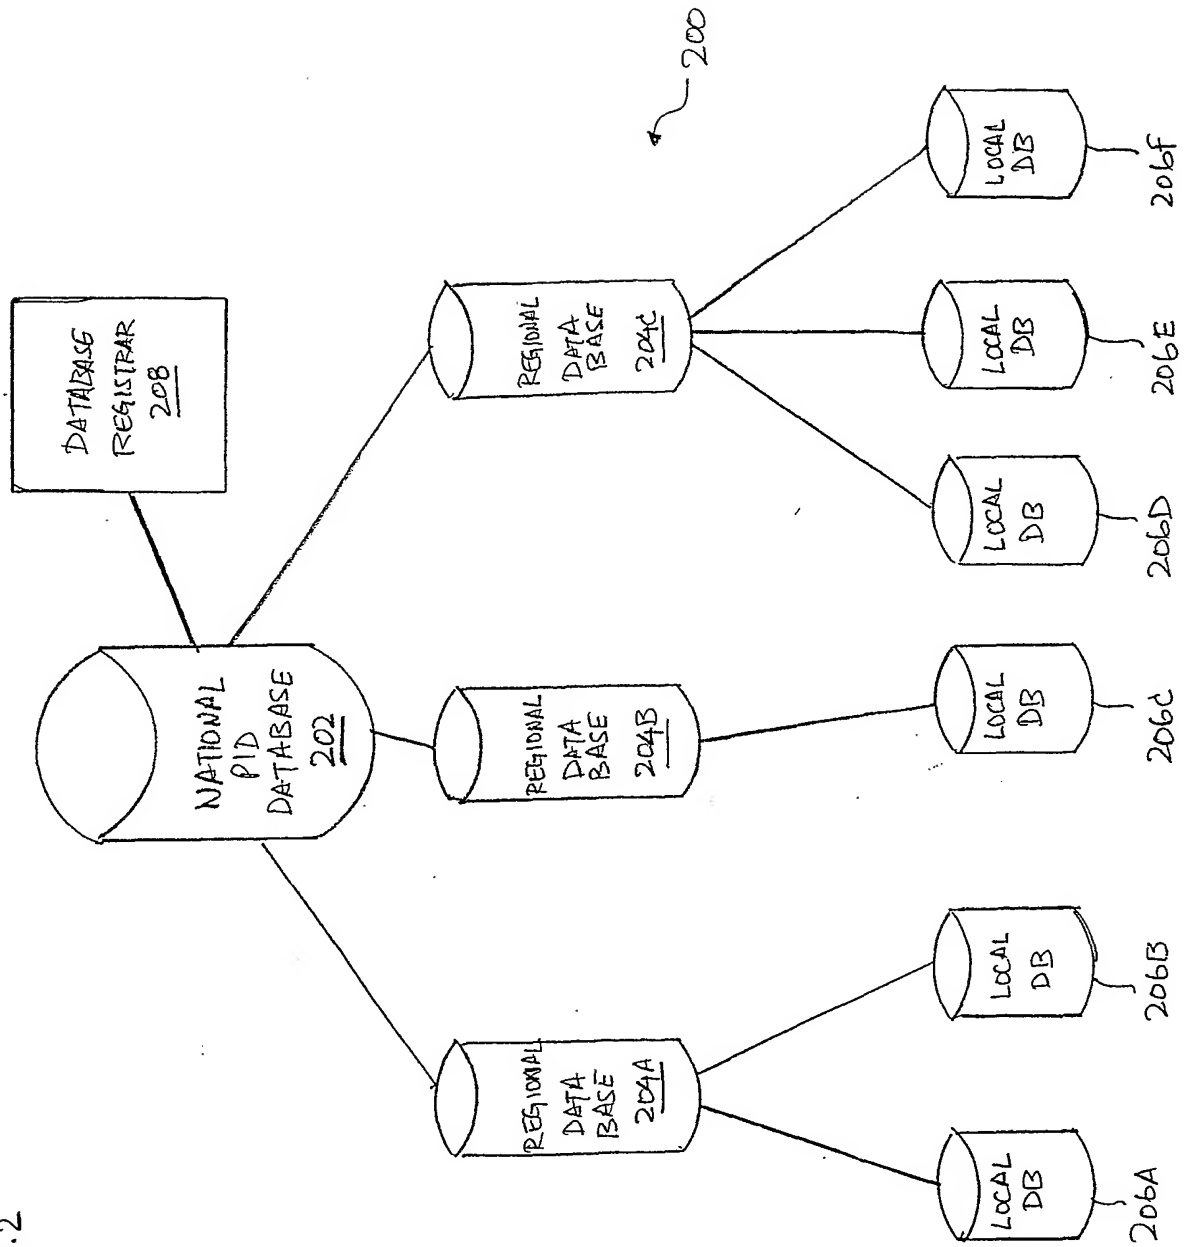 200
DATABASE
REGISTRAR
208
NATIONAL
PID
DATABASE
202
REGIONAL
DATA
BASE
204A
REGIONAL
DATA
BASE
204B
REGIONAL
DATA
BASE
204C
LOCAL
DB
206A
LOCAL
DB
206B
LOCAL
DB
206C
LOCAL
DB
206D
LOCAL
DB
206E
LOCAL
DB
206F
.2